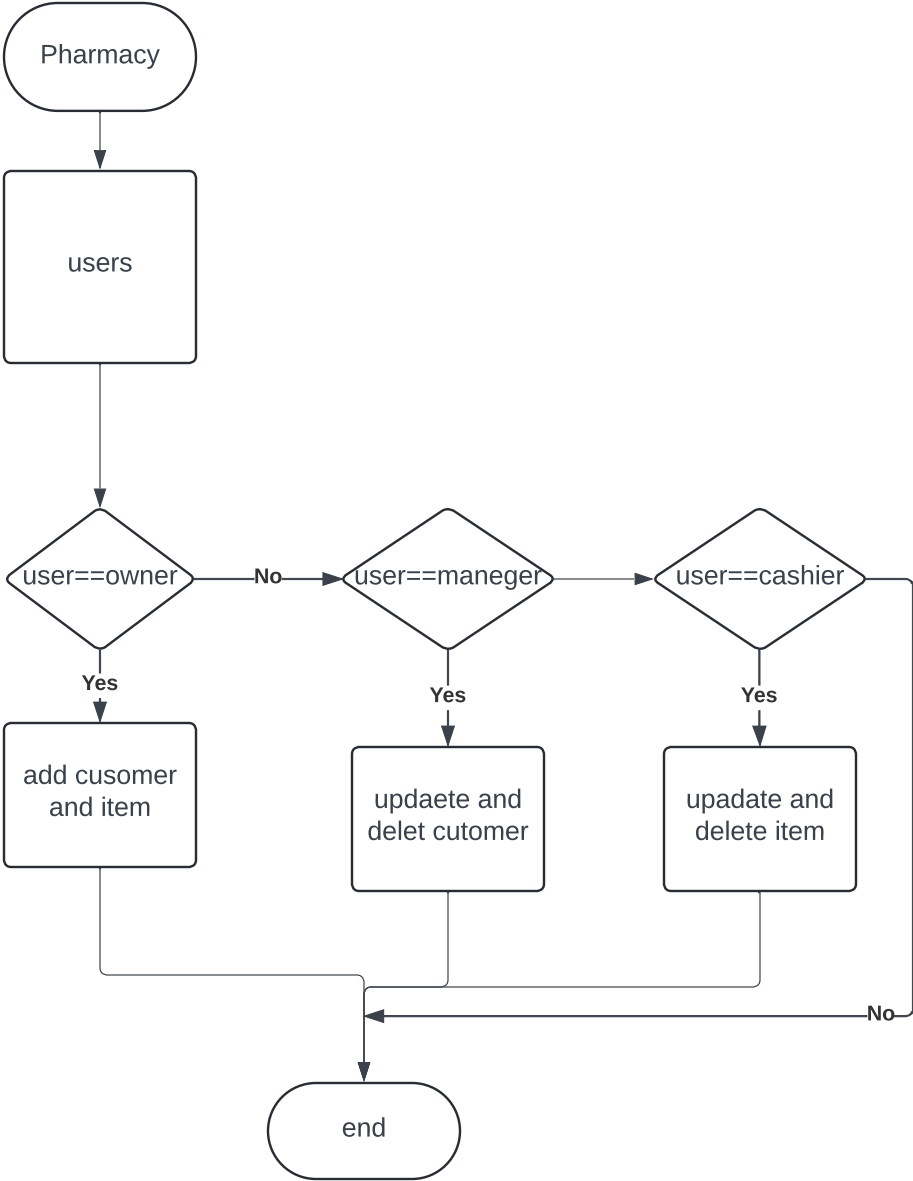 Pharmacy
users
user==owner
No
user==maneger
user==cashier
Yes
Yes
Yes
add cusomer
and item
updaete and
delet cutomer
upadate and
delete item
No
end